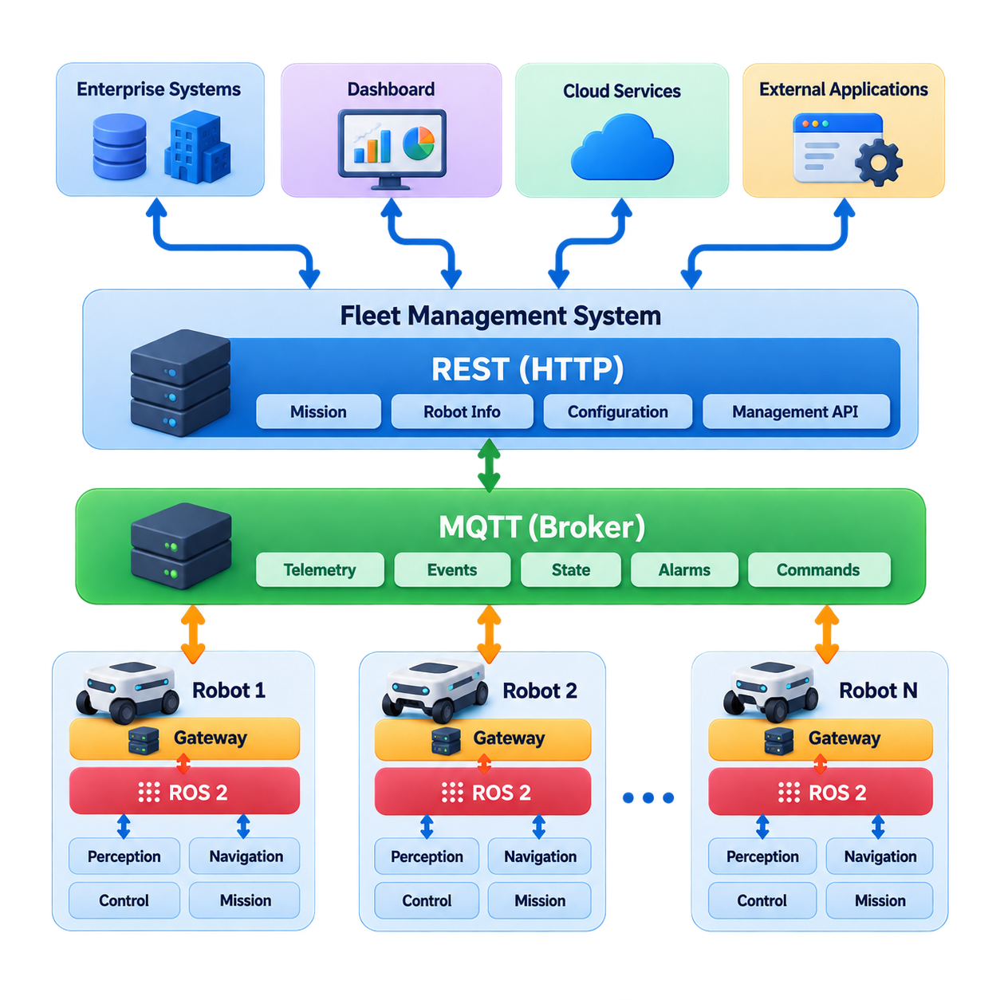 Enterprise Systems
Dashboard
Cloud Services
External Applications
Fleet Management System
REST (HTTP)
Mission
Robot Info
Configuration
Management API
MQTT (Broker)
Telemetry
Events
State
Alarms
Commands
Robot 1
Gateway
ROS 2
Perception
Navigation
Control
Mission
Robot 2
Gateway
ROS 2
Perception
Navigation
Control
Mission
Robot N
Gateway
ROS 2
Perception
Navigation
Control
Mission